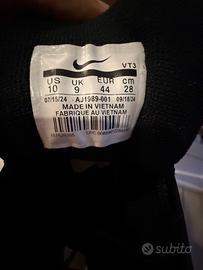 VT3
US UK EUR cm
10 9 44 28
07/15/24 AJ1989-001 09/18/24
MADE IN VIETNAM
FABRIQUE AU VIETNAM
subito